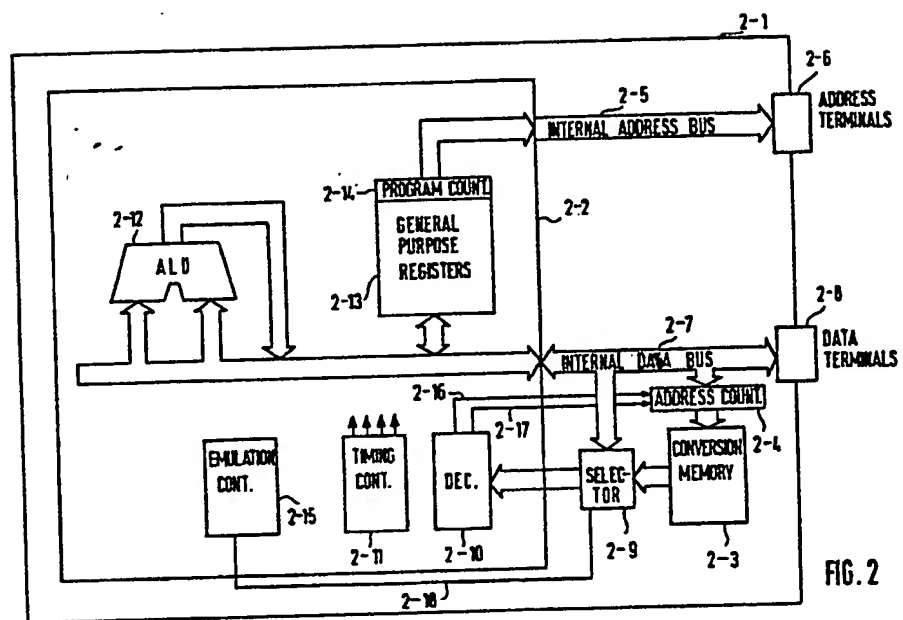 2-1
2-6
ADDRESS
TERMINALS
2-5
INTERNAL ADDRESS BUS
2-14
PROGRAM COUNT.
2-2
2-12
GENERAL
PURPOSE
REGISTERS
ALU
2-13
2-8
2-7
DATA
TERMINALS
INTERNAL DATA BUS
2-16
ADDRESS COUNT.
2-17
2-4
EMULATION
CONT.
TIMING
CONT.
DEC.
SELEC-
TOR
CONVERSION
MEMORY
2-15
2-11
2-10
2-9
2-3
2-18
FIG. 2